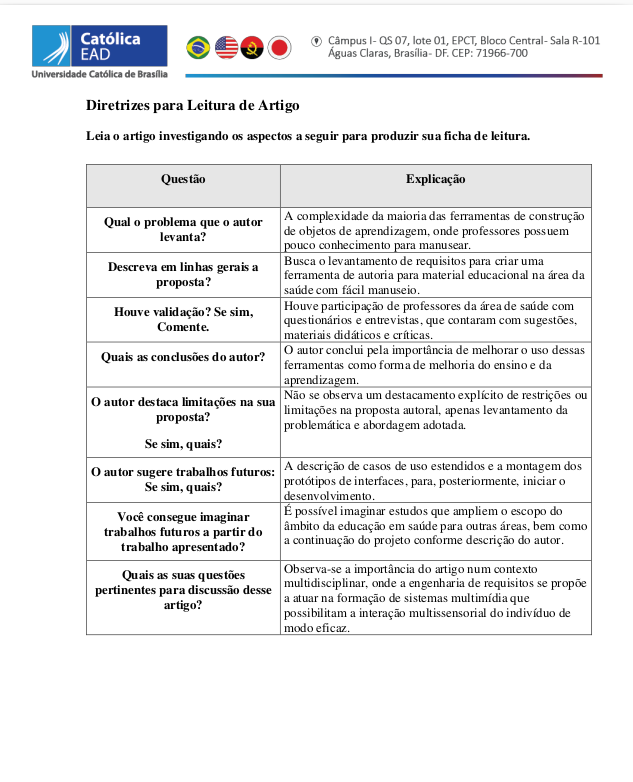 Católica
EAD
Universidade Católica de Brasília
Câmpus I- QS 07, lote 01, EPCT, Bloco Central- Sala R-101
Águas Claras, Brasília- DF. CEP: 71966-700
Diretrizes para Leitura de Artigo
Leia o artigo investigando os aspectos a seguir para produzir sua ficha de leitura.
Questão
Explicação
Qual o problema que o autor
levanta?
A complexidade da maioria das ferramentas de construção
de objetos de aprendizagem, onde professores possuem
pouco conhecimento para manusear.
Descreva em linhas gerais a
proposta?
Busca o levantamento de requisitos para criar uma
ferramenta de autoria para material educacional na área da
saúde com fácil manuseio.
Houve validação? Se sim,
Comente.
Houve participação de professores da área de saúde com
questionários e entrevistas, que contaram com sugestões,
materiais didáticos e críticas.
Quais as conclusões do autor?
O autor conclui pela importância de melhorar o uso dessas
ferramentas como forma de melhoria do ensino e da
aprendizagem.
O autor destaca limitações na sua
proposta?
Se sim, quais?
Não se observa um destacamento explícito de restrições ou
limitações na proposta autoral, apenas levantamento da
problemática e abordagem adotada.
O autor sugere trabalhos futuros:
Se sim, quais?
A descrição de casos de uso estendidos e a montagem dos
protótipos de interfaces, para, posteriormente, iniciar o
desenvolvimento.
Você consegue imaginar
trabalhos futuros a partir do
trabalho apresentado?
É possível imaginar estudos que ampliem o escopo do
âmbito da educação em saúde para outras áreas, bem como
a continuação do projeto conforme descrição do autor.
Quais as suas questões
pertinentes para discussão desse
artigo?
Observa-se a importância do artigo num contexto
multidisciplinar, onde a engenharia de requisitos se propõe
a atuar na formação de sistemas multimídia que
possibilitam a interação multissensorial do indivíduo de
modo eficaz.